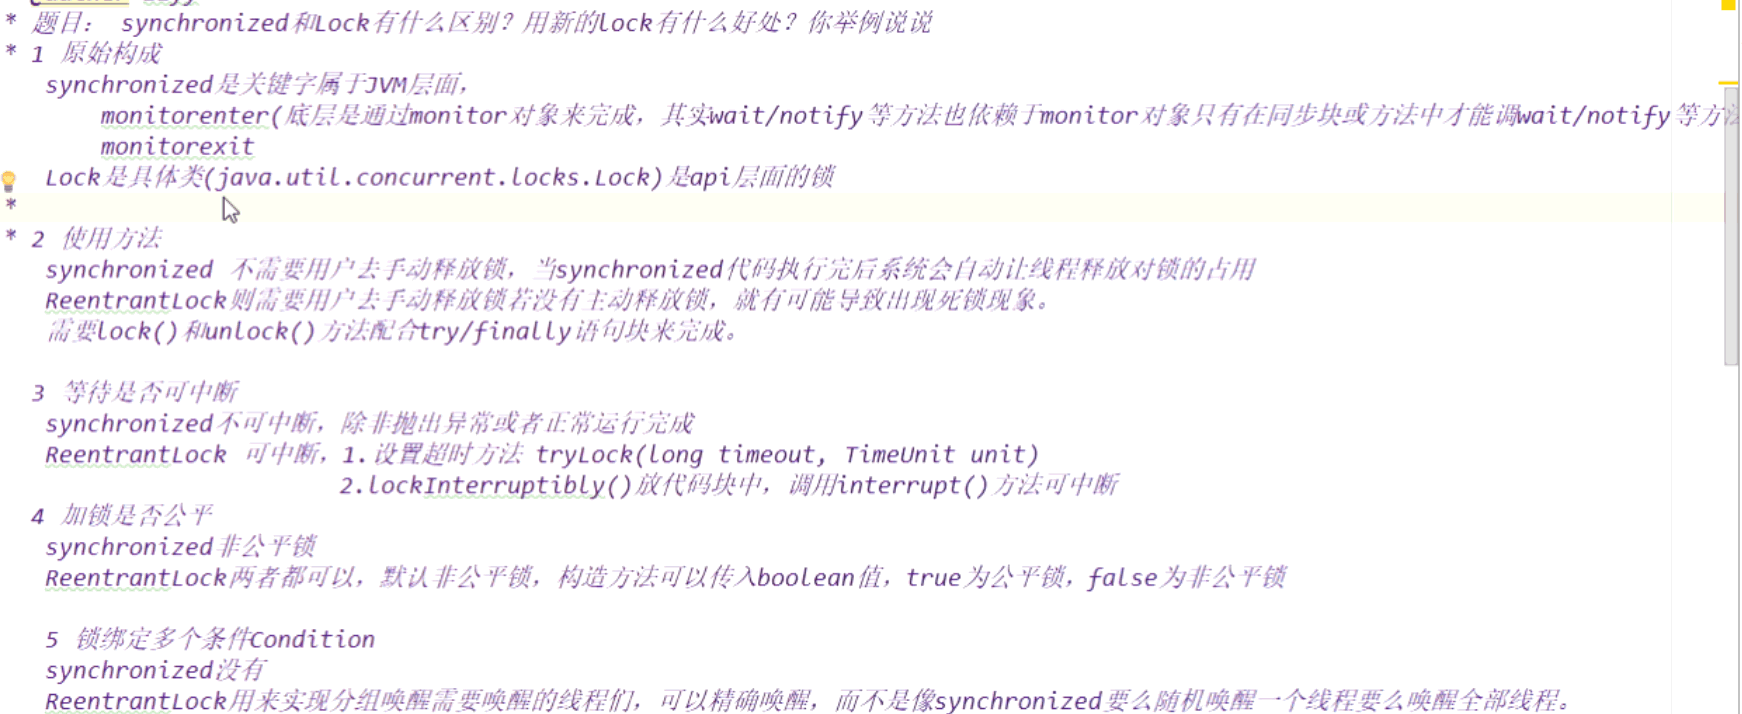 * 题目： synchronized和Lock有什么区别？用新的lock有什么好处？你举例说说
* 1 原始构成
synchronized是关键字属于JVM层面，
monitorenter(底层是通过monitor对象来完成，其实wait/notify等方法也依赖于monitor对象只有在同步块或方法中才能调wait/notify等方法
monitorexit
Lock是具体类(java.util.concurrent.locks.Lock)是api层面的锁
*
* 2 使用方法
synchronized 不需要用户去手动释放锁，当synchronized代码执行完后系统会自动让线程释放对锁的占用
ReentrantLock则需要用户去手动释放锁若没有主动释放锁，就有可能导致出现死锁现象。
需要lock()和unlock()方法配合try/finally语句块来完成。
3 等待是否可中断
synchronized不可中断，除非抛出异常或者正常运行完成
ReentrantLock 可中断，1.设置超时方法 tryLock(long timeout, TimeUnit unit)
2.lockInterruptibly()放代码块中，调用interrupt()方法可中断
4 加锁是否公平
synchronized非公平锁
ReentrantLock两者都可以，默认非公平锁，构造方法可以传入boolean值，true为公平锁，false为非公平锁
5 锁绑定多个条件Condition
synchronized没有
ReentrantLock用来实现分组唤醒需要唤醒的线程们，可以精确唤醒，而不是像synchronized要么随机唤醒一个线程要么唤醒全部线程。